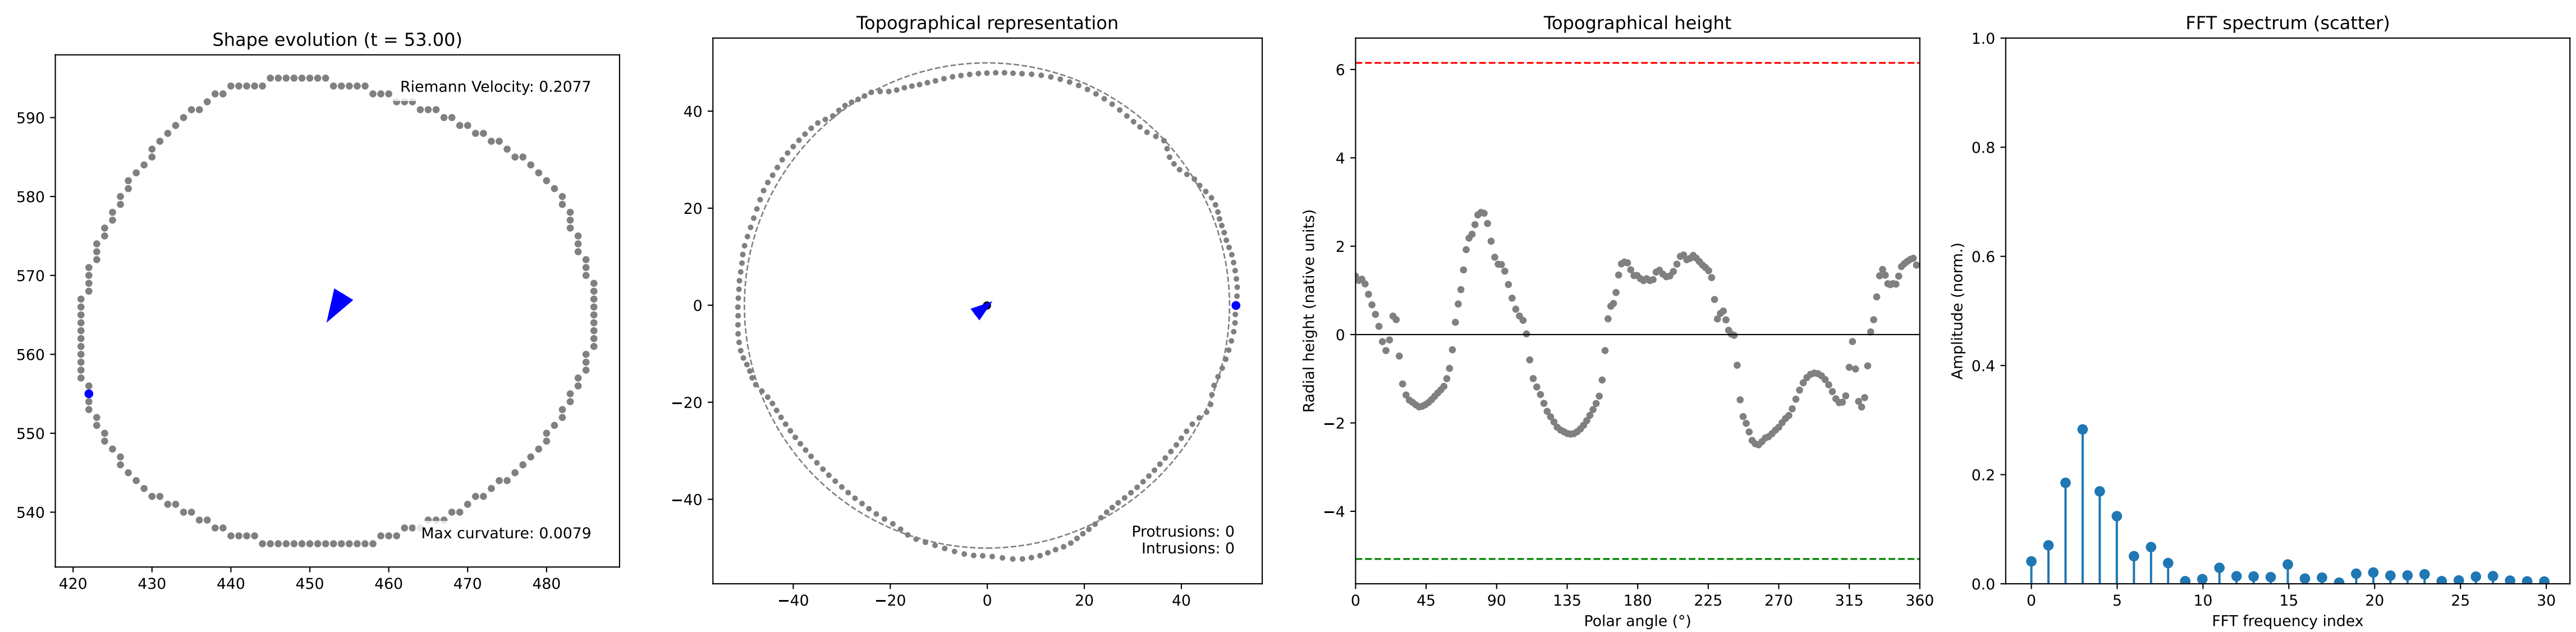 Shape evolution (t = 53.00)
Riemann Velocity: 0.2077
Max curvature: 0.0079
590
580
570
560
550
540
420 430 440 450 460 470 480
Topographical representation
Protrusions: 0
Intrusions: 0
40
20
0
−20
−40
−40 −20 0 20 40
Topographical height
Radial height (native units)
6
4
2
0
−2
−4
0 45 90 135 180 225 270 315 360
Polar angle (°)
FFT spectrum (scatter)
Amplitude (norm.)
1.0
0.8
0.6
0.4
0.2
0.0
0 5 10 15 20 25 30
FFT frequency index